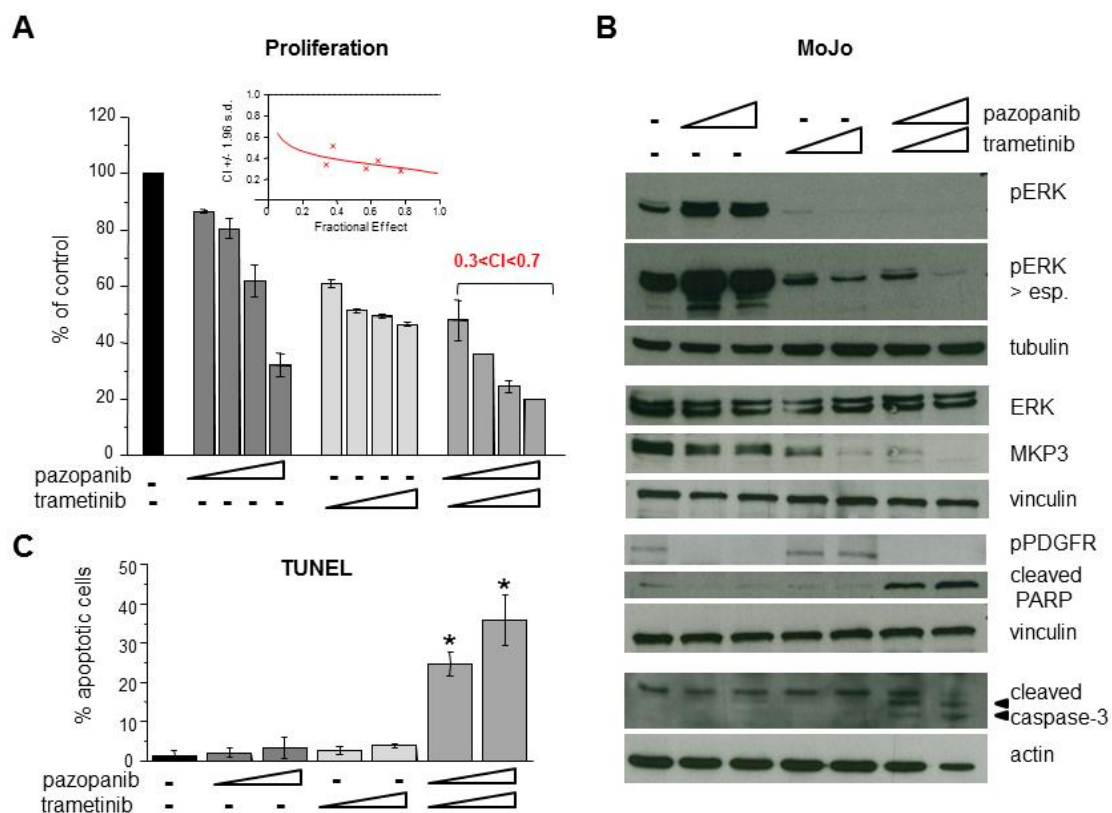 A
Proliferation
% of control
120
100
80
60
40
20
0
CI +/- 1.96 s.d.
1.0
0.8
0.6
0.4
0.2
0 0.2 0.4 0.6 0.8 1.0
Fractional Effect
0.3<CI<0.7
pazopanib - - - - -
trametinib - - - - -
B
MoJo
- - - pazopanib
- - - trametinib
pERK
pERK
> esp.
tubulin
ERK
MKP3
vinculin
pPDGFR
cleaved
PARP
vinculin
cleaved
caspase-3
actin
C
TUNEL
% apoptotic cells
50
40
30
25
10
0
* *
pazopanib - - -
trametinib - - -